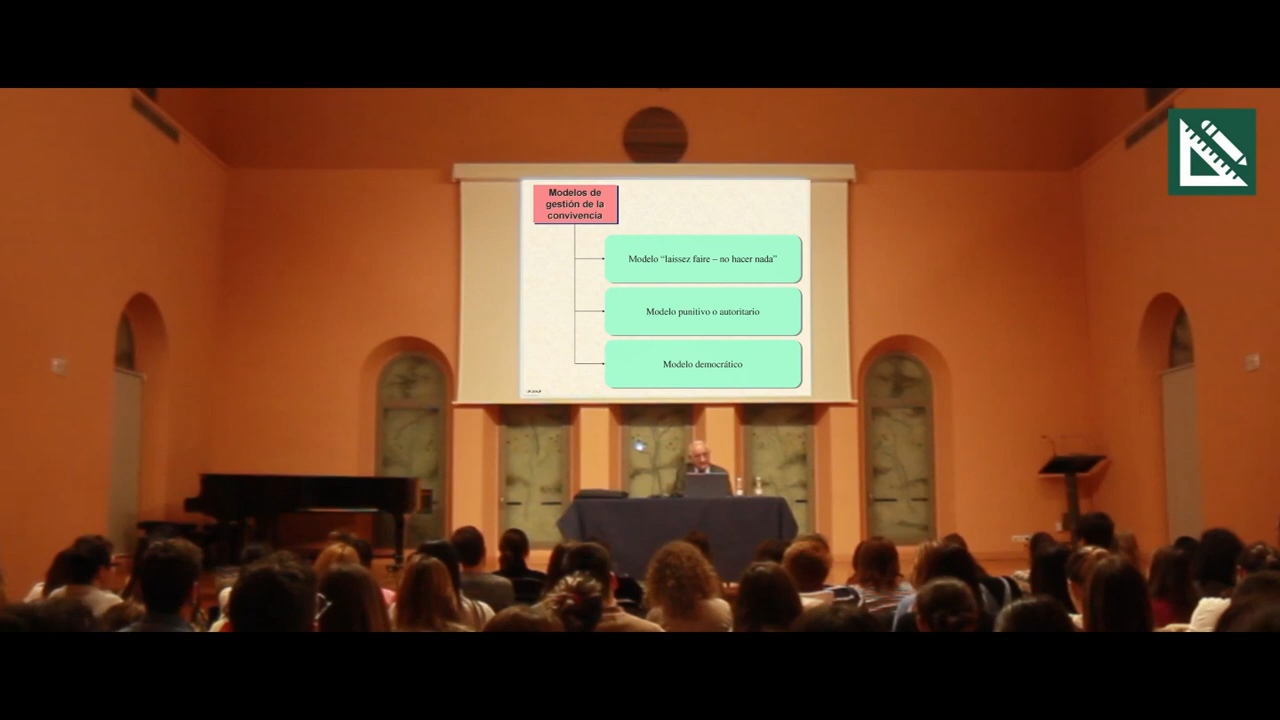 Modelos de
gestión de la
convivencia
Modelo “laissez faire – no hacer nada”
Modelo punitivo o autoritario
Modelo democrático